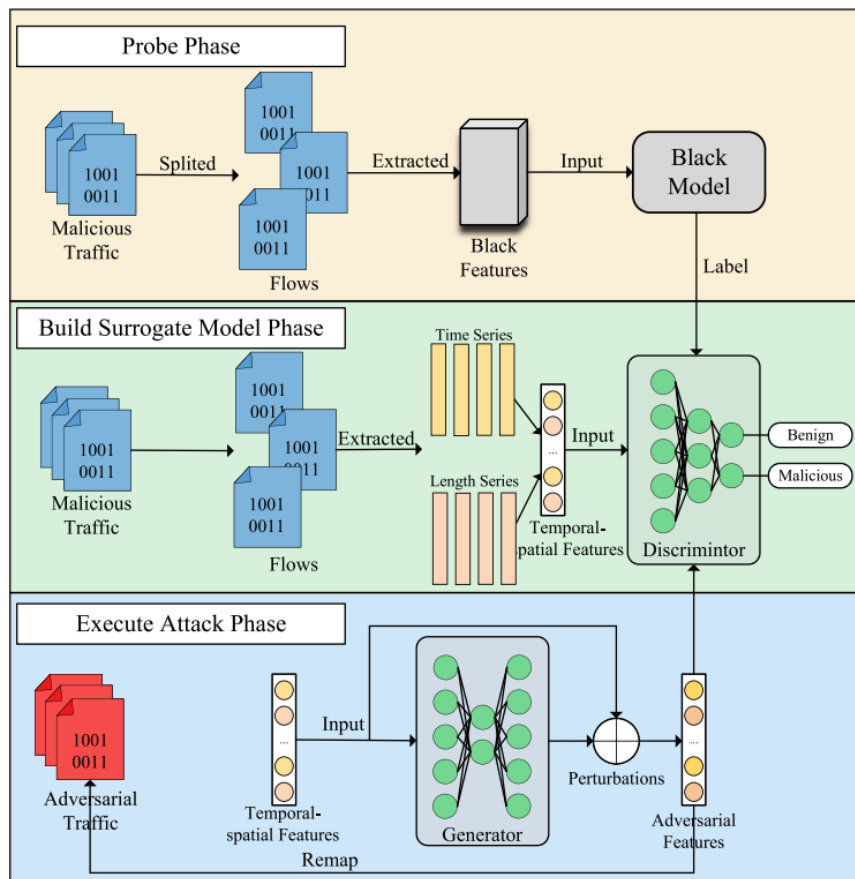 Probe Phase
1001
0011
Malicious
Traffic
Splited
1001
0011
1001
0011
1001
0011
Flows
Extracted
Black
Features
Input
Black
Model
Label
Build Surrogate Model Phase
1001
0011
Malicious
Traffic
1001
0011
1001
0011
1001
0011
Flows
Extracted
Time Series
Length Series
...
Temporal-
spatial Features
Input
Discrimintor
Benign
Malicious
Execute Attack Phase
1001
0011
Adversarial
Traffic
...
Temporal-
spatial Features
Input
Generator
Perturbations
...
Adversarial
Features
Remap